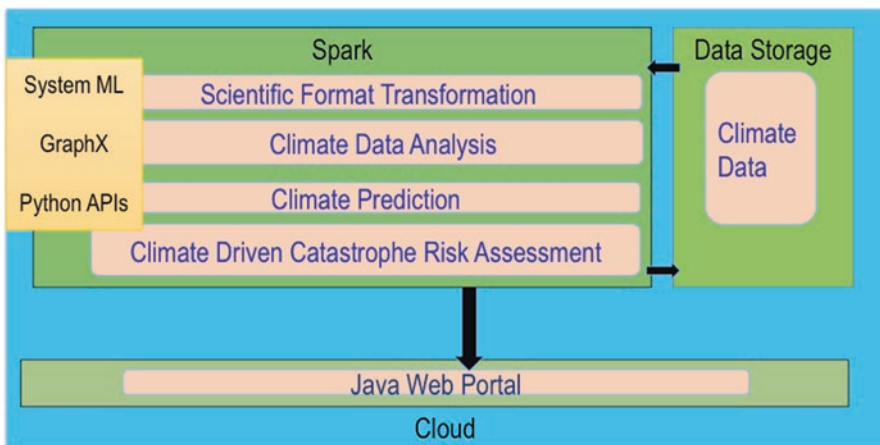 Spark
System ML
GraphX
Python APIs
Scientific Format Transformation
Climate Data Analysis
Climate Prediction
Climate Driven Catastrophe Risk Assessment
Data Storage
Climate
Data
Java Web Portal
Cloud